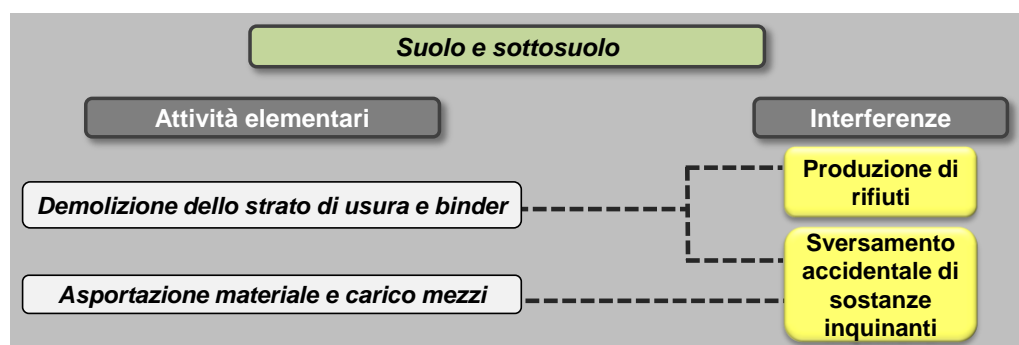 Suolo e sottosuolo
Attività elementari
Interferenze
Demolizione dello strato di usura e binder
Produzione di
rifiuti
Asportazione materiale e carico mezzi
Sversamento
accidentale di
sostanze
inquinanti